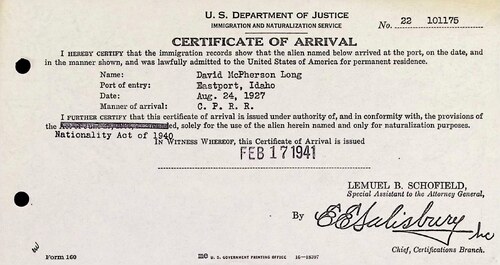 U. S. DEPARTMENT OF JUSTICE
IMMIGRATION AND NATURALIZATION SERVICE
No. 22 101175
CERTIFICATE OF ARRIVAL
I HEREBY CERTIFY that the immigration records show that the alien named below arrived at the port, on the date, and
in the manner shown, and was lawfully admitted to the United States of America for permanent residence.
Name: David McPherson Long
Port of entry: Eastport, Idaho
Date: Aug. 24, 1927
Manner of arrival: C. P. R. R.
I FURTHER CERTIFY that this certificate of arrival is issued under authority of, and in conformity with, the provisions of
the solely for the use of the alien herein named and only for naturalization purposes.
Nationality Act of 1940
IN WITNESS WHEREOF, this Certificate of Arrival is issued
FEB 17 1941
LEMUEL B. SCHOFIELD,
Special Assistant to the Attorney General,
By E E Salisbury
Chief, Certifications Branch.
Form 160
U. S. GOVERNMENT PRINTING OFFICE 16—18397